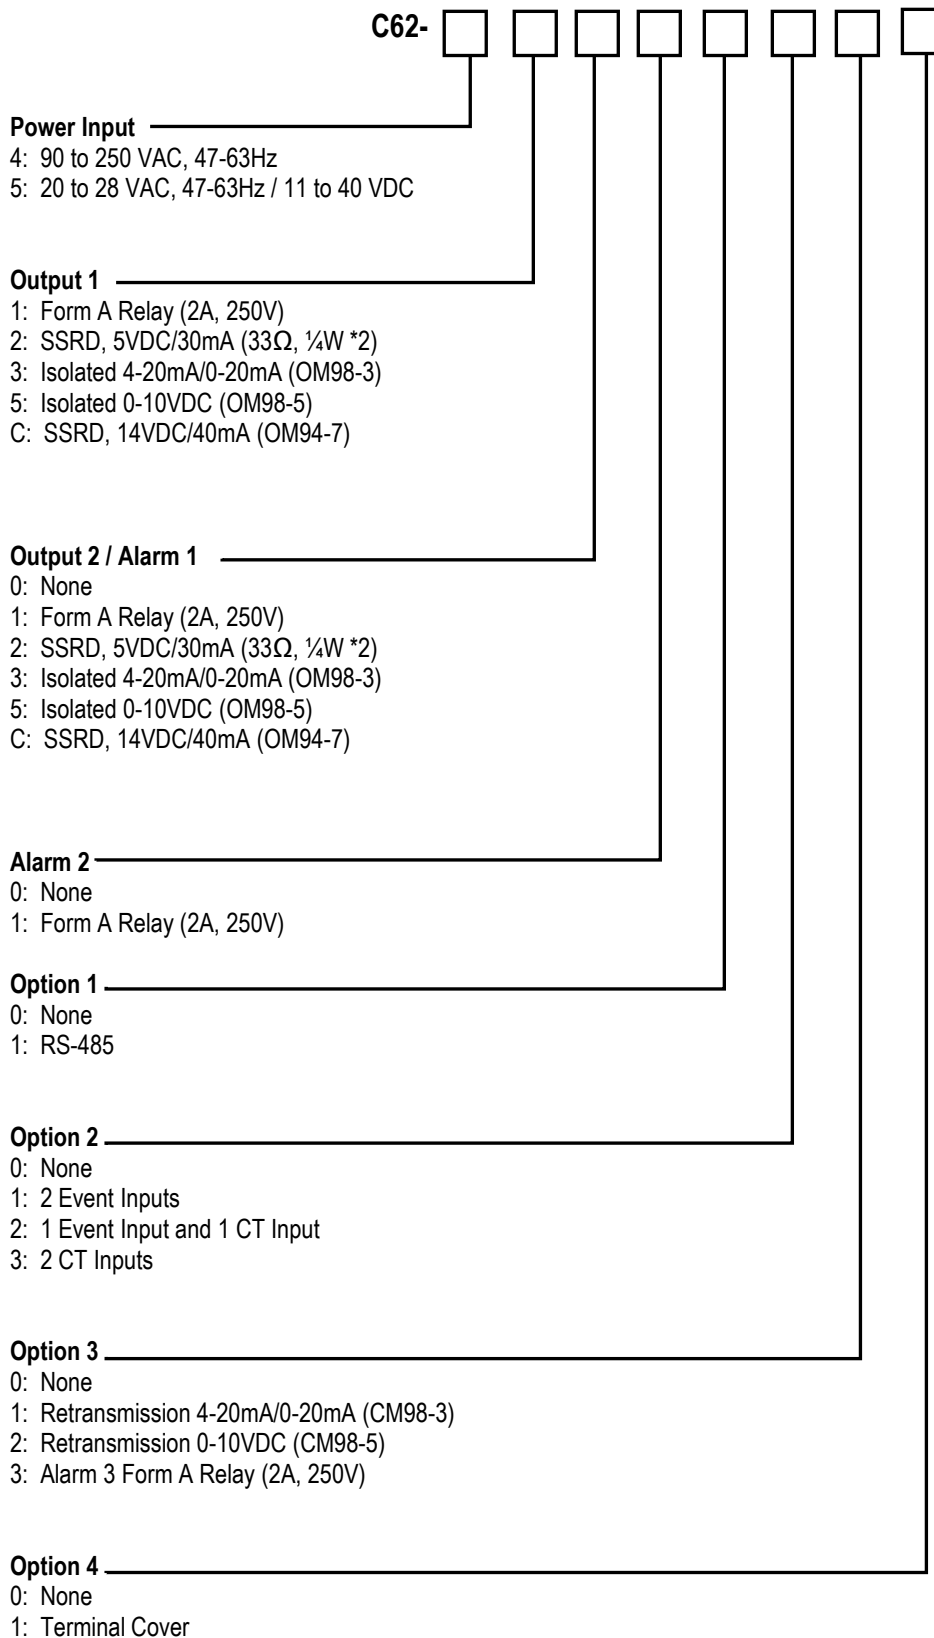 C62-
Power Input
4: 90 to 250 VAC, 47-63Hz
5: 20 to 28 VAC, 47-63Hz / 11 to 40 VDC
Output 1
1: Form A Relay (2A, 250V)
2: SSRD, 5VDC/30mA (33Ω, ¼W *2)
3: Isolated 4-20mA/0-20mA (OM98-3)
5: Isolated 0-10VDC (OM98-5)
C: SSRD, 14VDC/40mA (OM94-7)
Output 2 / Alarm 1
0: None
1: Form A Relay (2A, 250V)
2: SSRD, 5VDC/30mA (33Ω, ¼W *2)
3: Isolated 4-20mA/0-20mA (OM98-3)
5: Isolated 0-10VDC (OM98-5)
C: SSRD, 14VDC/40mA (OM94-7)
Alarm 2
0: None
1: Form A Relay (2A, 250V)
Option 1
0: None
1: RS-485
Option 2
0: None
1: 2 Event Inputs
2: 1 Event Input and 1 CT Input
3: 2 CT Inputs
Option 3
0: None
1: Retransmission 4-20mA/0-20mA (CM98-3)
2: Retransmission 0-10VDC (CM98-5)
3: Alarm 3 Form A Relay (2A, 250V)
Option 4
0: None
1: Terminal Cover